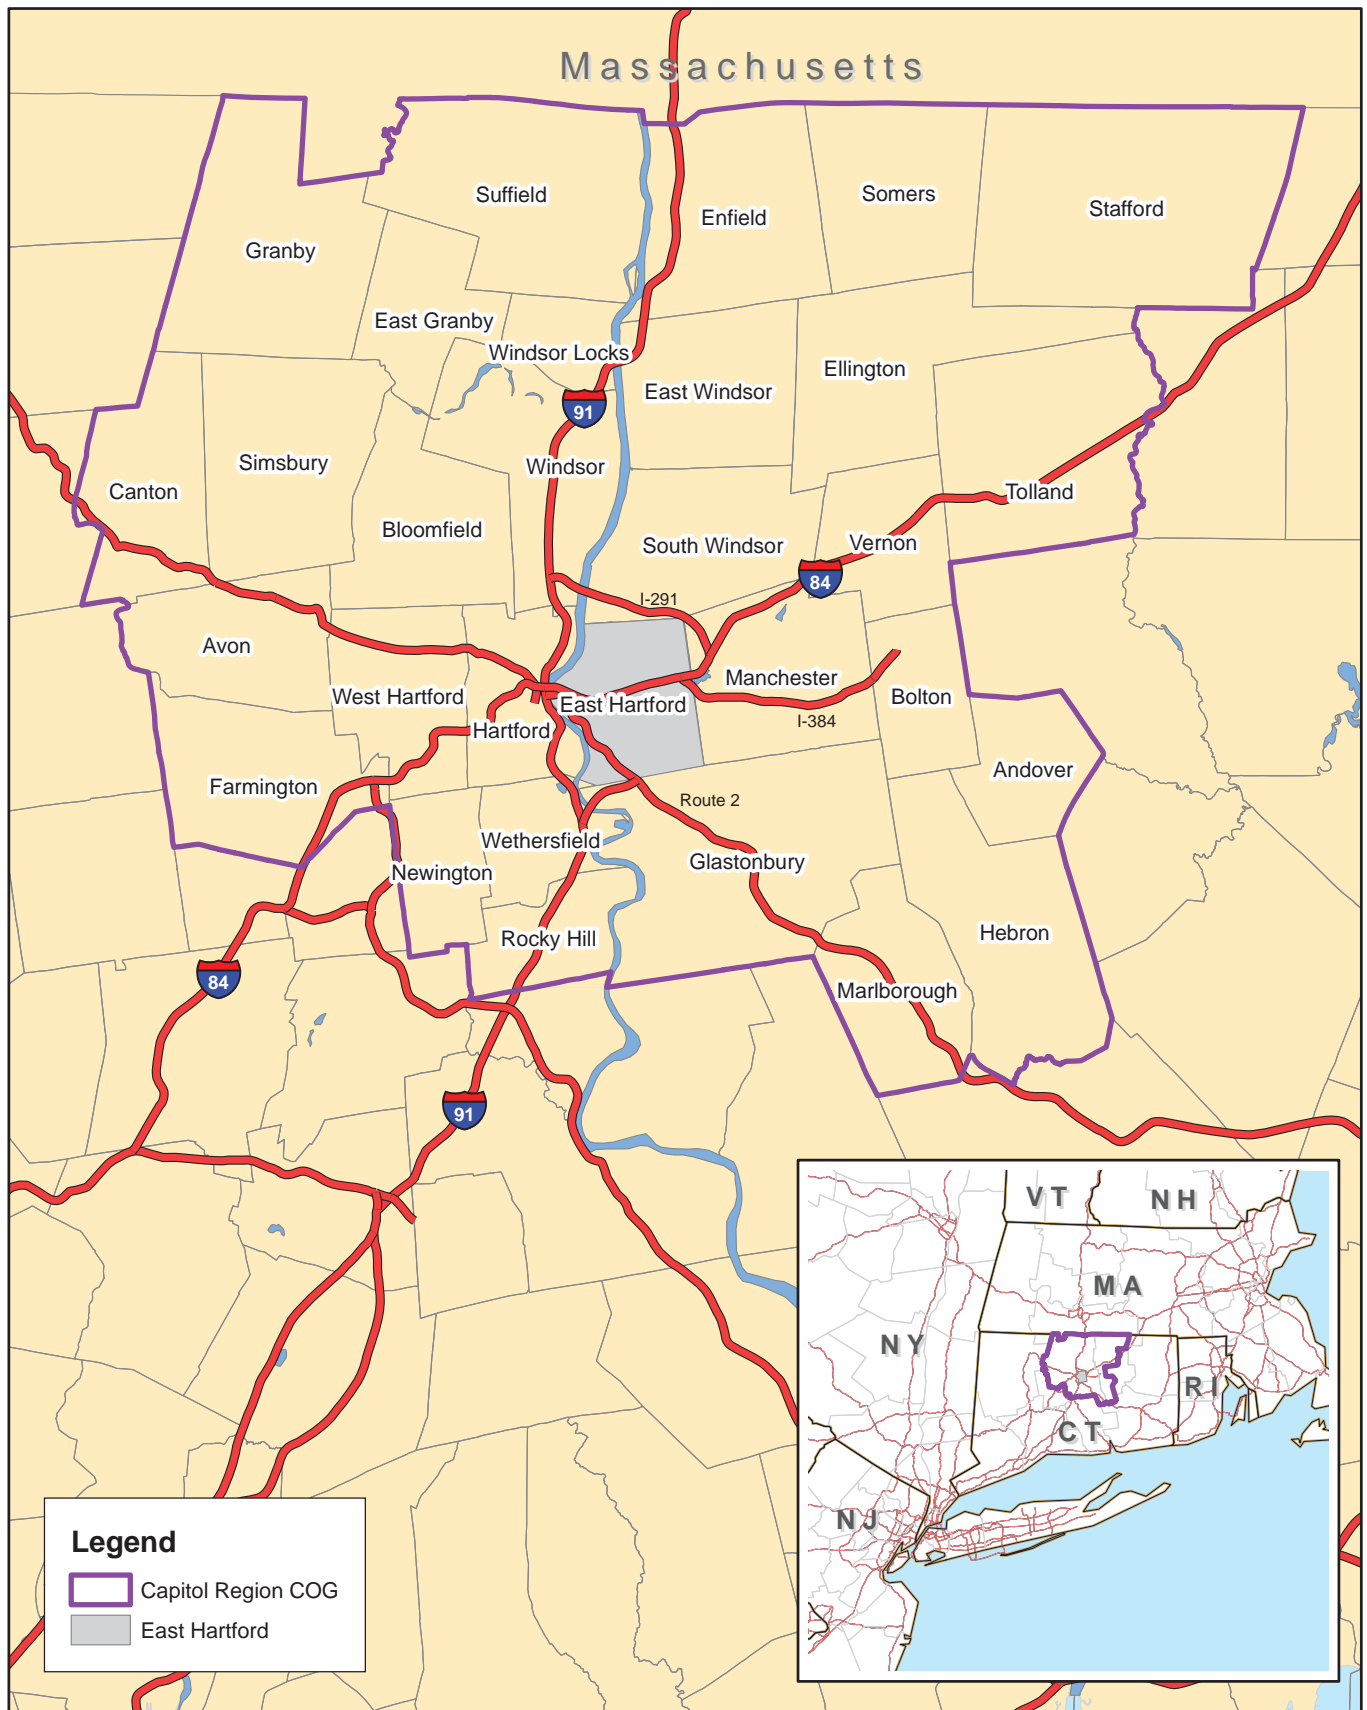 Massachusetts
Suffield
Enfield
Somers
Stafford
Granby
East Granby
Windsor Locks
East Windsor
Ellington
91
Simsbury
Windsor
Canton
Bloomfield
Tolland
South Windsor
Vernon
84
I-291
Avon
West Hartford
East Hartford
Manchester
Bolton
Hartford
I-384
Farmington
Andover
Route 2
Wethersfield
Glastonbury
Newington
Rocky Hill
Hebron
84
Marlborough
91
VT
NH
MA
NY
RI
CT
NJ
Legend
Capitol Region COG
East Hartford